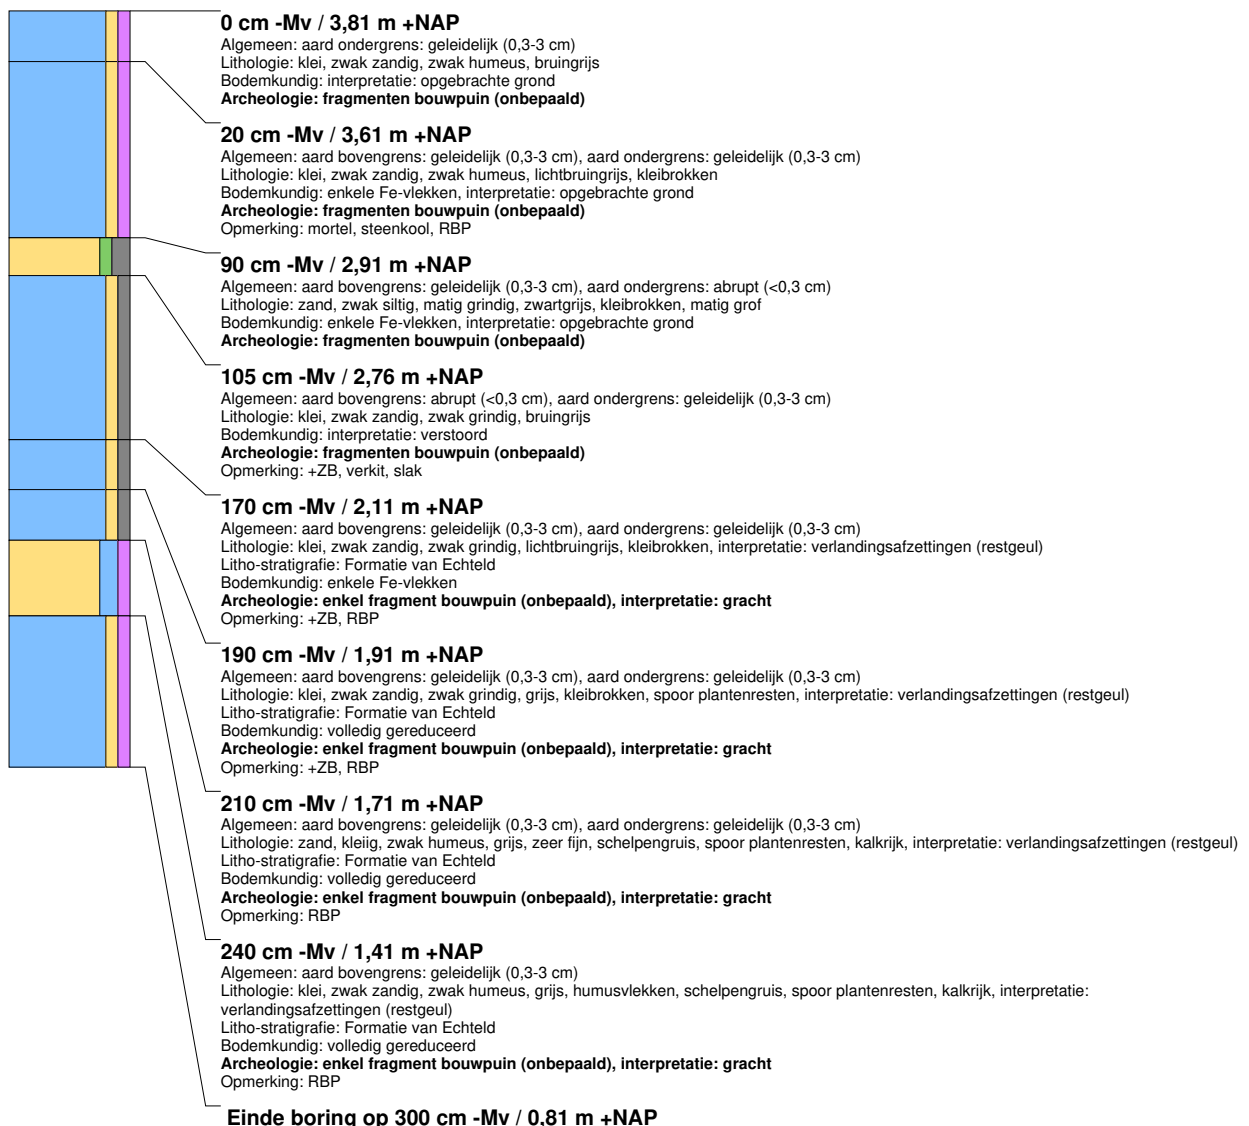 0 cm -Mv / 3,81 m +NAP
Algemeen: aard ondergrens: geleidelijk (0,3-3 cm)
Lithologie: klei, zwak zandig, zwak humeus, bruingrijs
Bodemkundig: interpretatie: opgebrachte grond
Archeologie: fragmenten bouwpuin (onbepaald)
20 cm -Mv / 3,61 m +NAP
Algemeen: aard bovengrens: geleidelijk (0,3-3 cm), aard ondergrens: geleidelijk (0,3-3 cm)
Lithologie: klei, zwak zandig, zwak humeus, lichtbruingrijs, kleibrokken
Bodemkundig: enkele Fe-vlekken, interpretatie: opgebrachte grond
Archeologie: fragmenten bouwpuin (onbepaald)
Opmerking: mortel, steenkool, RBP
90 cm -Mv / 2,91 m +NAP
Algemeen: aard bovengrens: geleidelijk (0,3-3 cm), aard ondergrens: abrupt (<0,3 cm)
Lithologie: zand, zwak siltig, matig grindig, zwartgrijs, kleibrokken, matig grof
Bodemkundig: enkele Fe-vlekken, interpretatie: opgebrachte grond
Archeologie: fragmenten bouwpuin (onbepaald)
105 cm -Mv / 2,76 m +NAP
Algemeen: aard bovengrens: abrupt (<0,3 cm), aard ondergrens: geleidelijk (0,3-3 cm)
Lithologie: klei, zwak zandig, zwak grindig, bruingrijs
Bodemkundig: interpretatie: verstoord
Archeologie: fragmenten bouwpuin (onbepaald)
Opmerking: +ZB, verkit, slak
170 cm -Mv / 2,11 m +NAP
Algemeen: aard bovengrens: geleidelijk (0,3-3 cm), aard ondergrens: geleidelijk (0,3-3 cm)
Lithologie: klei, zwak zandig, zwak grindig, lichtbruingrijs, kleibrokken, interpretatie: verlandingsafzettingen (restgeul)
Litho-stratigrafie: Formatie van Echteld
Bodemkundig: enkele Fe-vlekken
Archeologie: enkel fragment bouwpuin (onbepaald), interpretatie: gracht
Opmerking: +ZB, RBP
190 cm -Mv / 1,91 m +NAP
Algemeen: aard bovengrens: geleidelijk (0,3-3 cm), aard ondergrens: geleidelijk (0,3-3 cm)
Lithologie: klei, zwak zandig, zwak grindig, grijs, kleibrokken, spoor plantenresten, interpretatie: verlandingsafzettingen (restgeul)
Litho-stratigrafie: Formatie van Echteld
Bodemkundig: volledig gereduceerd
Archeologie: enkel fragment bouwpuin (onbepaald), interpretatie: gracht
Opmerking: +ZB, RBP
210 cm -Mv / 1,71 m +NAP
Algemeen: aard bovengrens: geleidelijk (0,3-3 cm), aard ondergrens: geleidelijk (0,3-3 cm)
Lithologie: zand, kleiig, zwak humeus, grijs, zeer fijn, schelpengruis, spoor plantenresten, kalkrijk, interpretatie: verlandingsafzettingen (restgeul)
Litho-stratigrafie: Formatie van Echteld
Bodemkundig: volledig gereduceerd
Archeologie: enkel fragment bouwpuin (onbepaald), interpretatie: gracht
Opmerking: RBP
240 cm -Mv / 1,41 m +NAP
Algemeen: aard bovengrens: geleidelijk (0,3-3 cm)
Lithologie: klei, zwak zandig, zwak humeus, grijs, humusvlekken, schelpengruis, spoor plantenresten, kalkrijk, interpretatie:
verlandingsafzettingen (restgeul)
Litho-stratigrafie: Formatie van Echteld
Bodemkundig: volledig gereduceerd
Archeologie: enkel fragment bouwpuin (onbepaald), interpretatie: gracht
Opmerking: RBP
Einde boring op 300 cm -Mv / 0,81 m +NAP